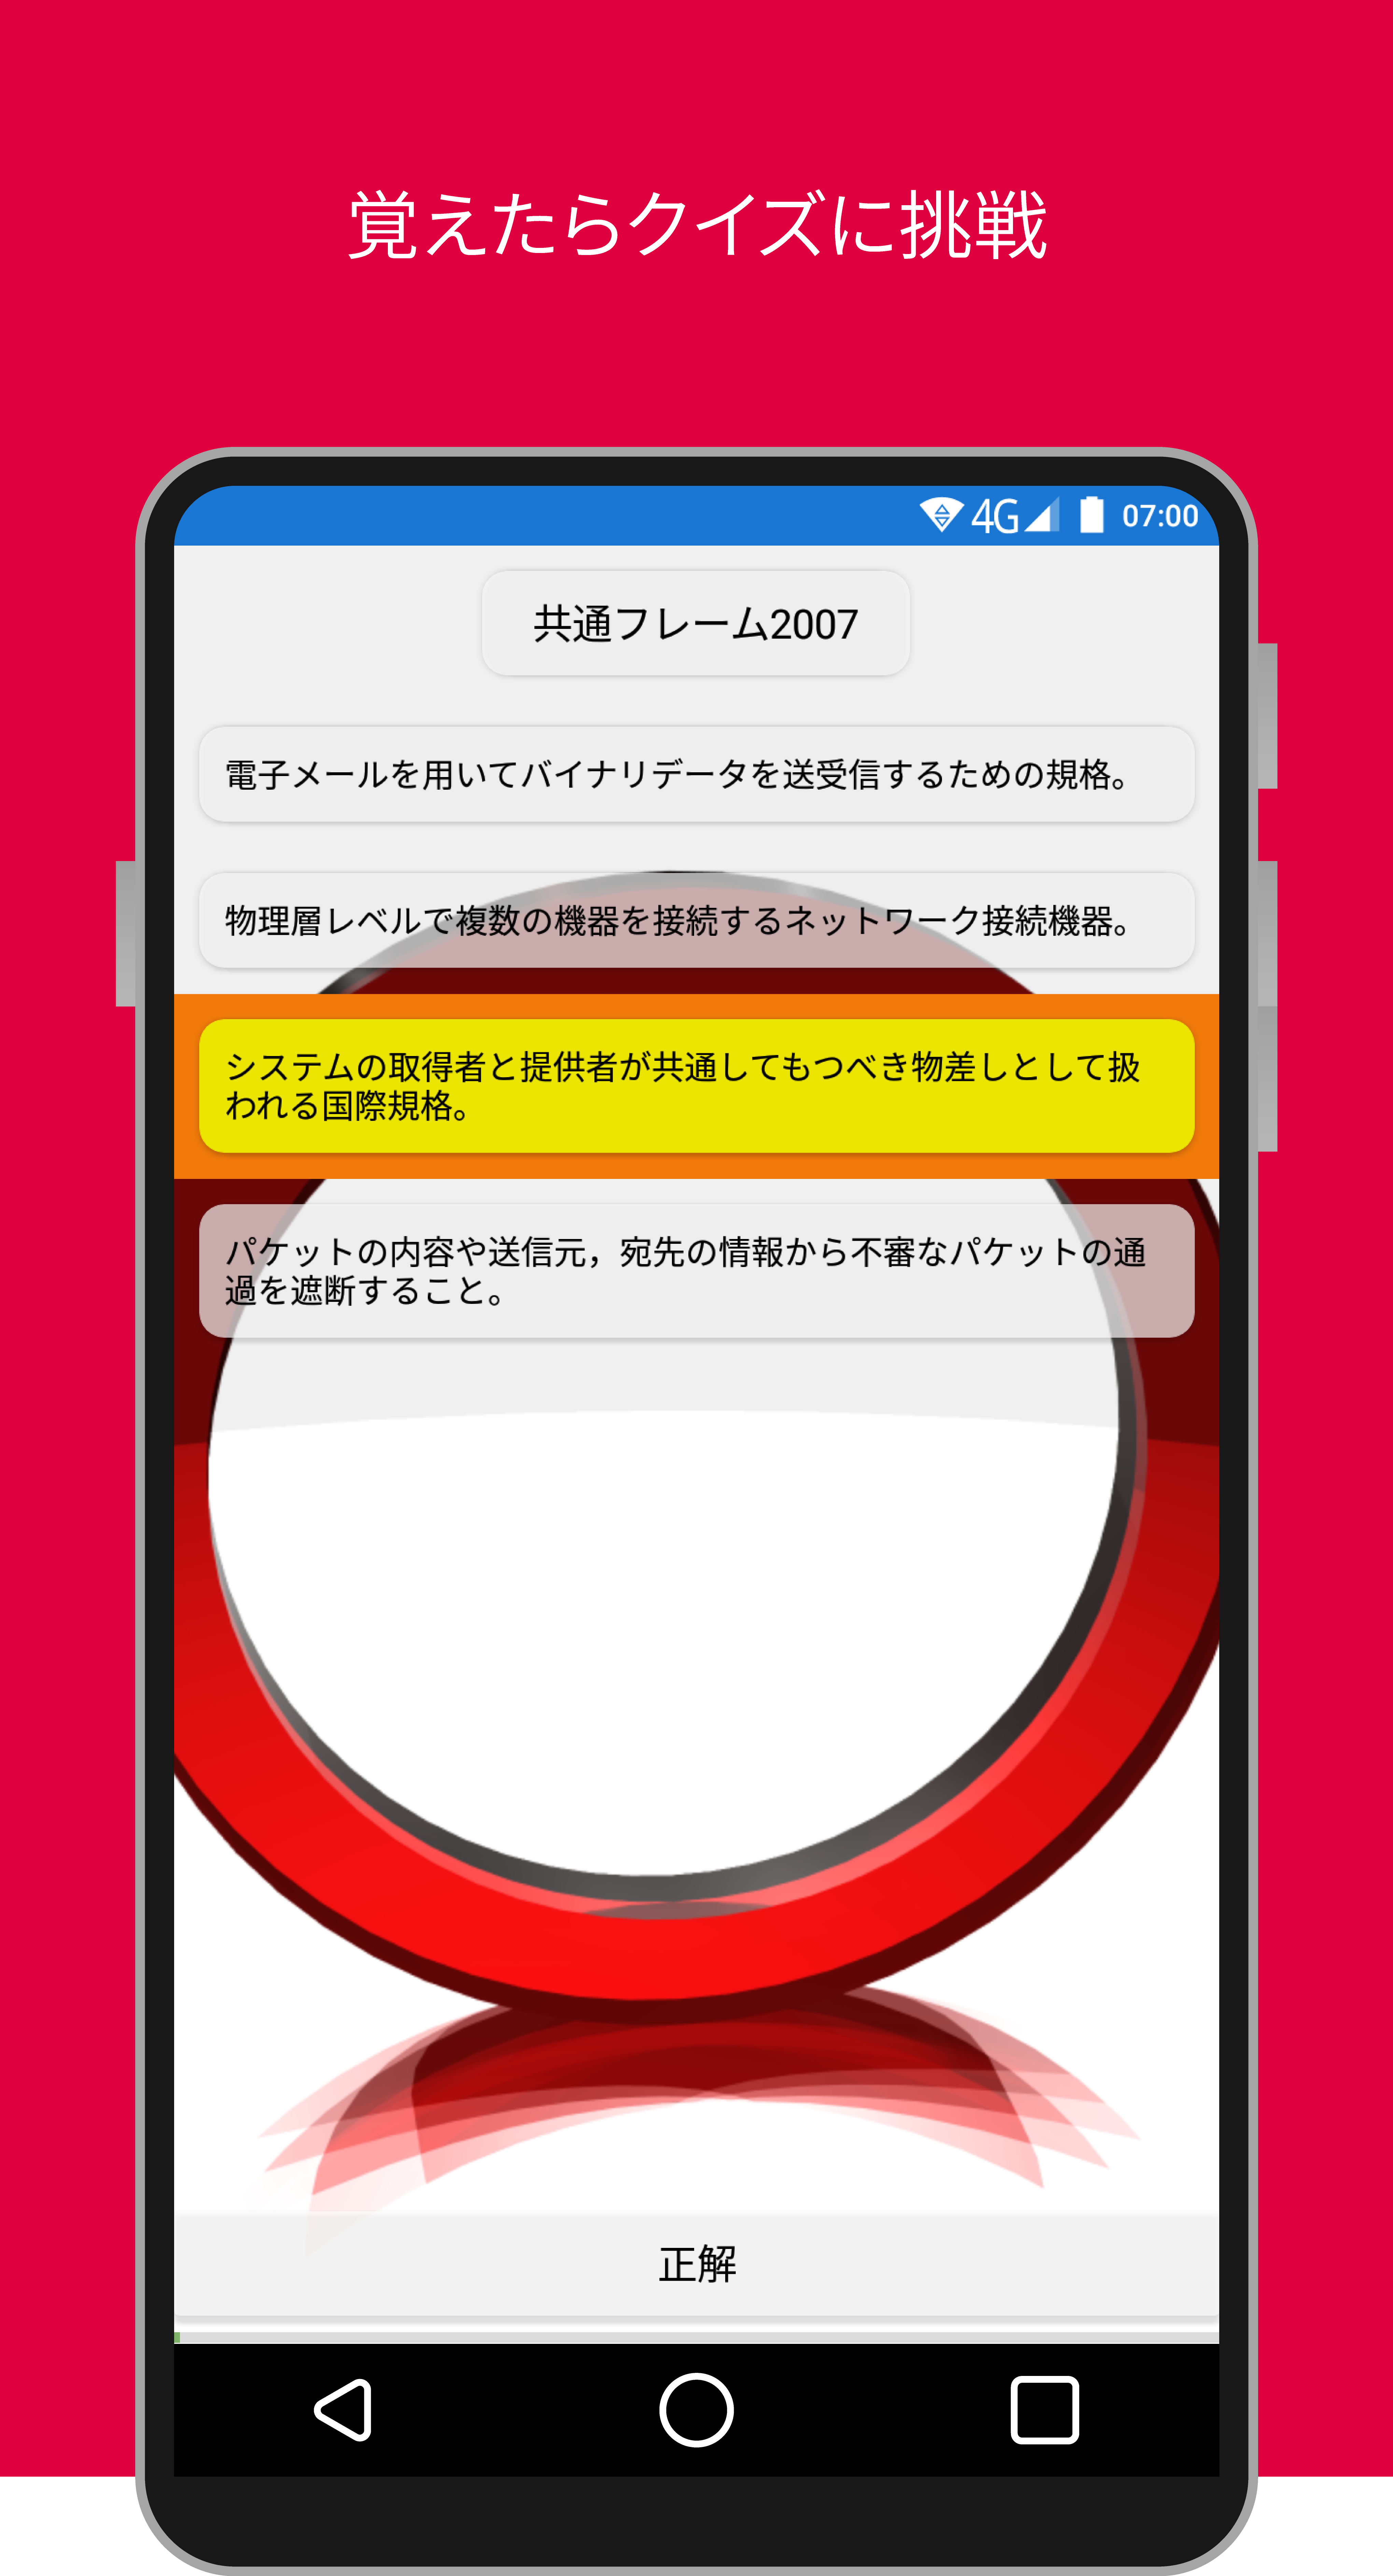 覚えたらクイズに挑戦
4G 07:00
共通フレーム2007
電子メールを用いてバイナリデータを送受信するための規格。
物理層レベルで複数の機器を接続するネットワーク接続機器。
システムの取得者と提供者が共通してもつべき物差しとして扱
われる国際規格。
パケットの内容や送信元，宛先の情報から不審なパケットの通
過を遮断すること。
正解